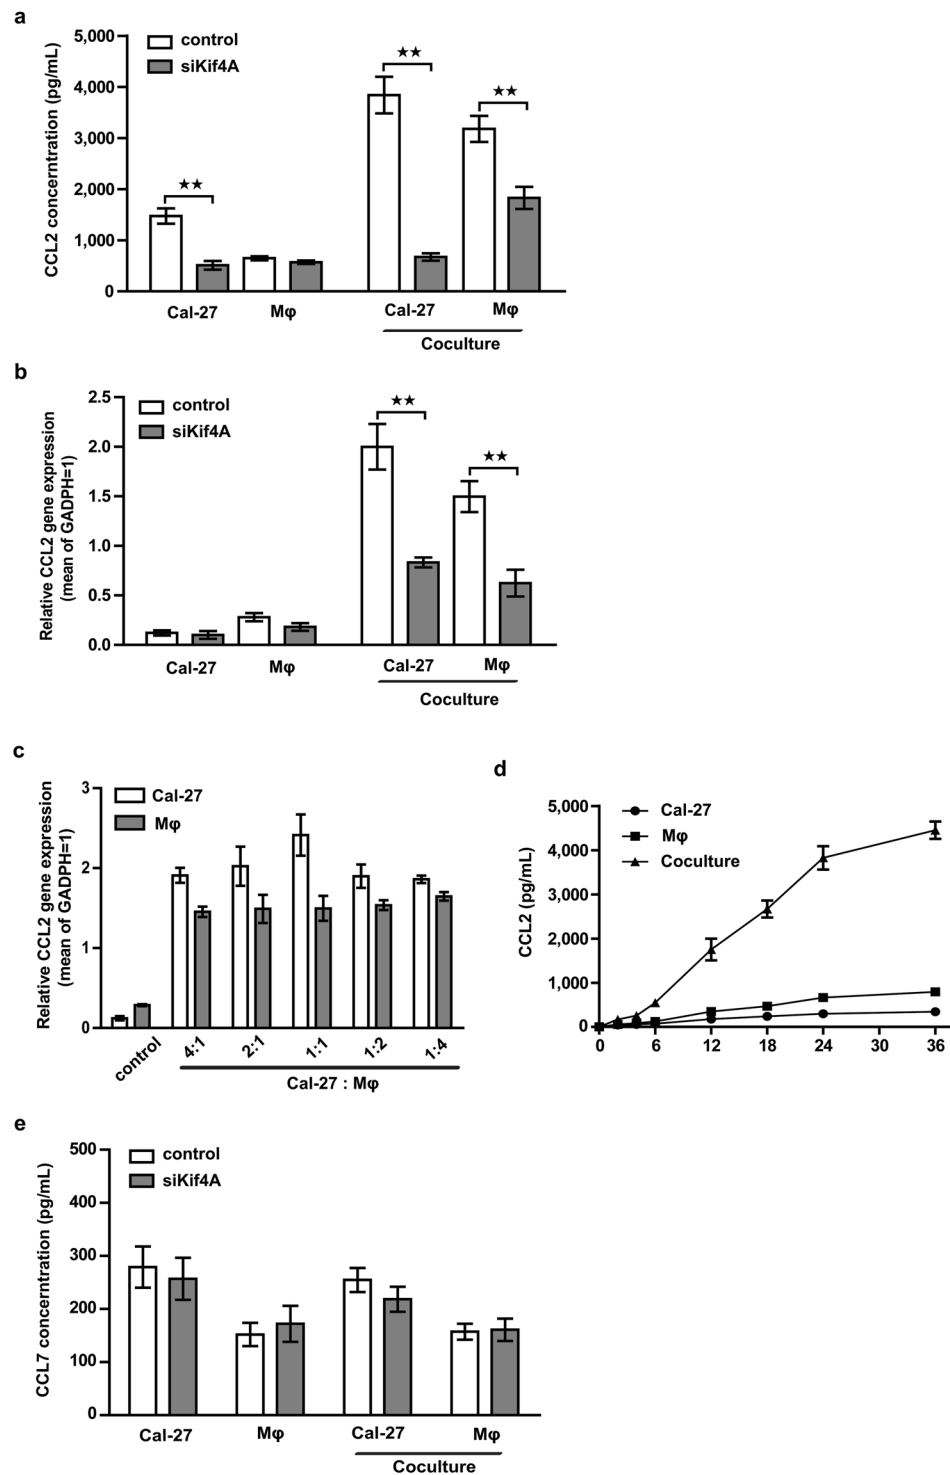 a
CCL2 concerntration (pg/mL)
5,000
4,000
3,000
2,000
1,000
0
control
siKif4A
★★
★★
★★
Cal-27
Mφ
Cal-27
Mφ
Coculture
b
Relative CCL2 gene expression
(mean of GADPH=1)
2.5
2.0
1.5
1.0
0.5
0.0
control
siKif4A
★★
★★
Cal-27
Mφ
Cal-27
Mφ
Coculture
c
Relative CCL2 gene expression
(mean of GADPH=1)
3
2
1
0
Cal-27
Mφ
control
4:1
2:1
1:1
1:2
1:4
Cal-27 : Mφ
d
CCL2 (pg/mL)
5,000
4,000
3,000
2,000
1,000
0
Cal-27
Mφ
Coculture
0 6 12 18 24 30 36
e
CCL7 concerntration (pg/mL)
500
400
300
200
100
0
control
siKif4A
Cal-27
Mφ
Cal-27
Mφ
Coculture